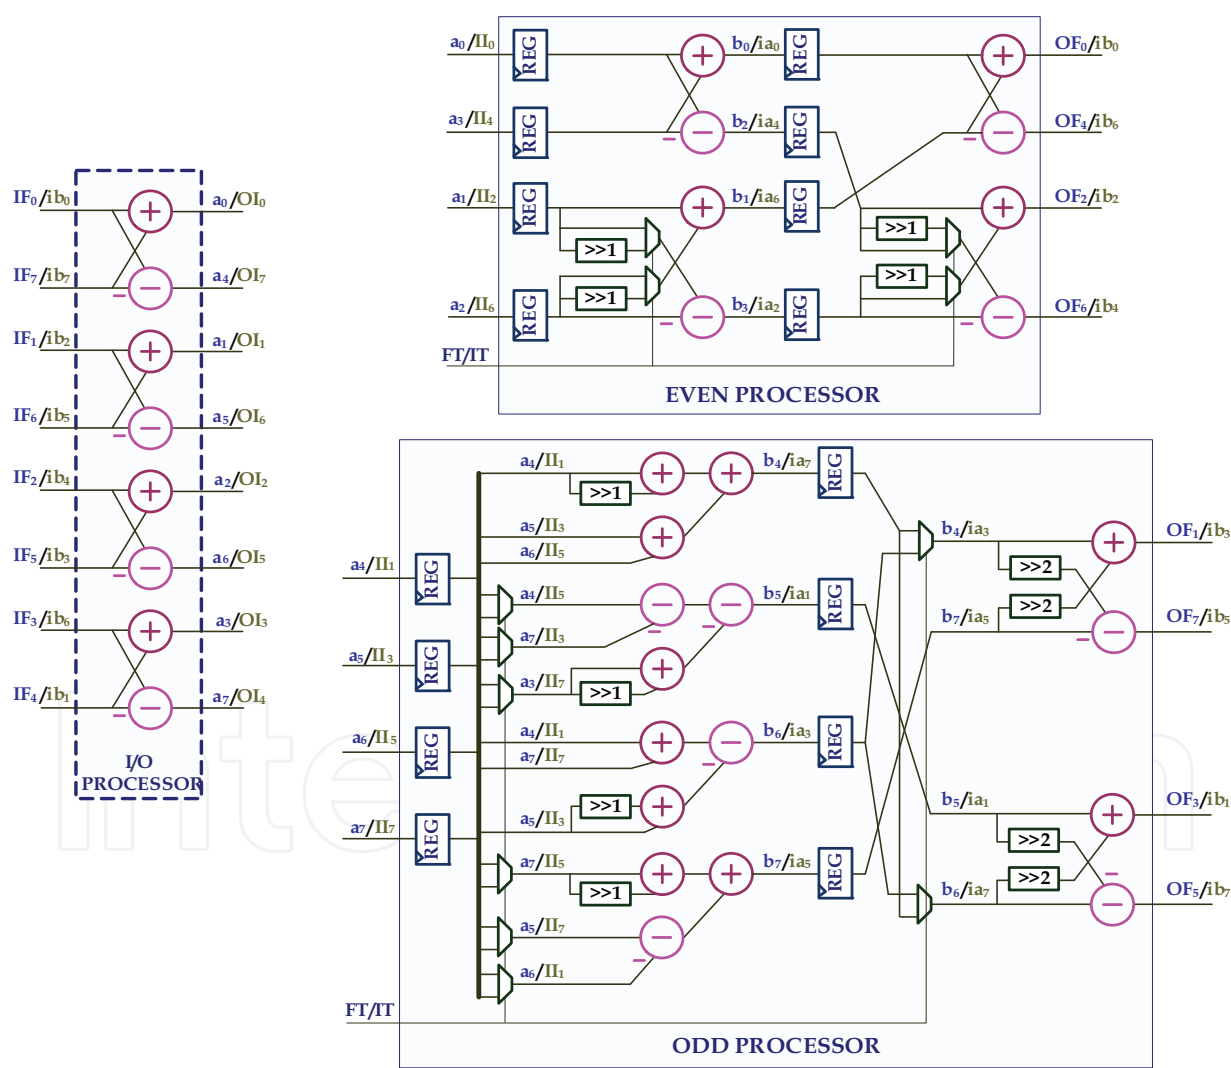 IF₀/ib₀ a₀/OI₀
IF₇/ib₇ a₄/OI₇
IF₁/ib₂ a₁/OI₁
IF₆/ib₅ a₅/OI₆
IF₂/ib₄ a₂/OI₂
IF₅/ib₃ a₆/OI₅
IF₃/ib₆ a₃/OI₃
IF₄/ib₁ a₇/OI₄
I/O
PROCESSOR
a₀/II₀ REG b₀/ia₀ REG OF₀/ib₀
a₃/II₄ REG b₂/ia₄ REG OF₄/ib₆
a₁/II₂ REG b₁/ia₆ REG OF₂/ib₂
>>1 >>1
>>1 >>1
a₂/II₆ REG b₃/ia₂ REG OF₆/ib₄
FT/IT
EVEN PROCESSOR
a₄/II₁ b₄/ia₇ REG
>>1
a₅/II₃
a₆/II₅
b₄/ia₃ OF₁/ib₃
>>2
a₄/II₁ REG
a₄/II₅ b₅/ia₁ REG
>>2
a₇/II₃
b₇/ia₅ OF₇/ib₅
a₅/II₃ REG
a₃/II₇
>>1
a₄/II₁ b₆/ia₃ REG
a₆/II₅ REG
a₇/II₇
>>1
a₅/II₃
b₅/ia₁ OF₃/ib₁
a₇/II₇ REG
>>2
a₇/II₅ b₇/ia₅ REG
>>2
>>1
b₆/ia₇ OF₅/ib₇
a₅/II₇
a₆/II₁
FT/IT
ODD PROCESSOR